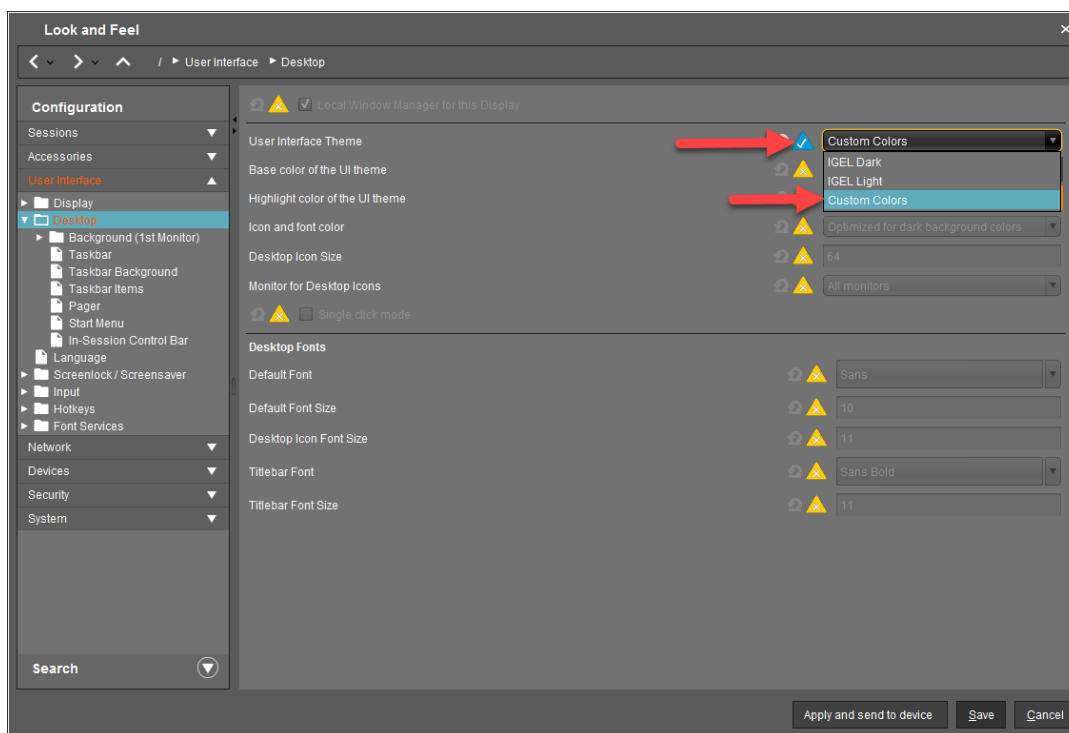 Look and Feel
/ User Interface Desktop
Configuration
Sessions
Accessories
User Interface
Display
Desktop
Background (1st Monitor)
Taskbar
Taskbar Background
Taskbar Items
Pager
Start Menu
In-Session Control Bar
Language
Screenlock / Screensaver
Input
Hotkeys
Font Services
Network
Devices
Security
System
Search
Local Window Manager for this Display
User Interface Theme Custom Colors
IGEL Dark
IGEL Light
Custom Colors
Base color of the UI theme
Highlight color of the UI theme
Icon and font color Optimized for dark background colors
Desktop Icon Size 64
Monitor for Desktop Icons All monitors
Single click mode
Desktop Fonts
Default Font Sans
Default Font Size 10
Desktop Icon Font Size 11
Titlebar Font Sans Bold
Titlebar Font Size 11
Apply and send to device Save Cancel